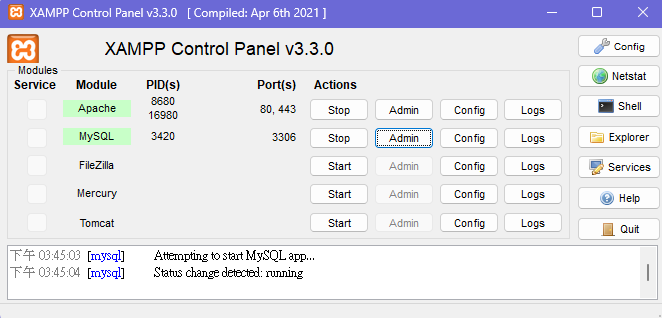 XAMPP Control Panel v3.3.0 [ Compiled: Apr 6th 2021 ]
XAMPP Control Panel v3.3.0
Config
Modules
Service Module PID(s) Port(s) Actions
Netstat
Apache 8680 16980 80, 443 Stop Admin Config Logs
Shell
MySQL 3420 3306 Stop Admin Config Logs
Explorer
FileZilla Start Admin Config Logs
Services
Mercury Start Admin Config Logs
Help
Tomcat Start Admin Config Logs
Quit
下午 03:45:03 [mysql] Attempting to start MySQL app...
下午 03:45:04 [mysql] Status change detected: running